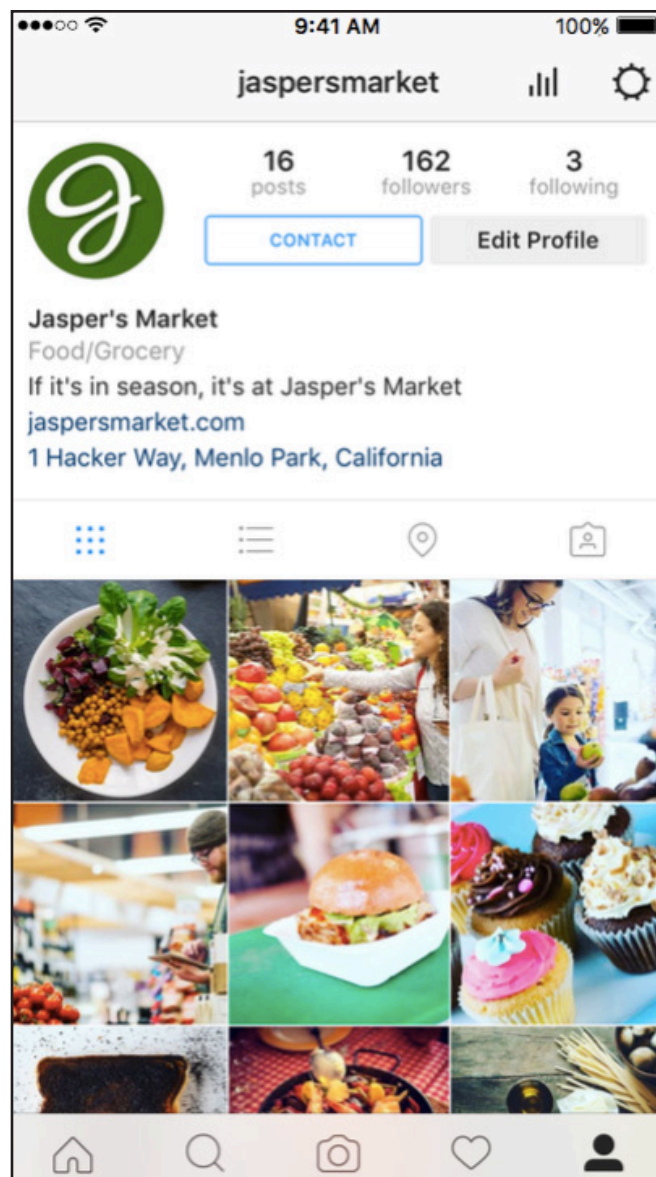 9:41 AM 100%
jaspersmarket
16 162 3
posts followers following
CONTACT Edit Profile
Jasper's Market
Food/Grocery
If it's in season, it's at Jasper's Market
jaspersmarket.com
1 Hacker Way, Menlo Park, California